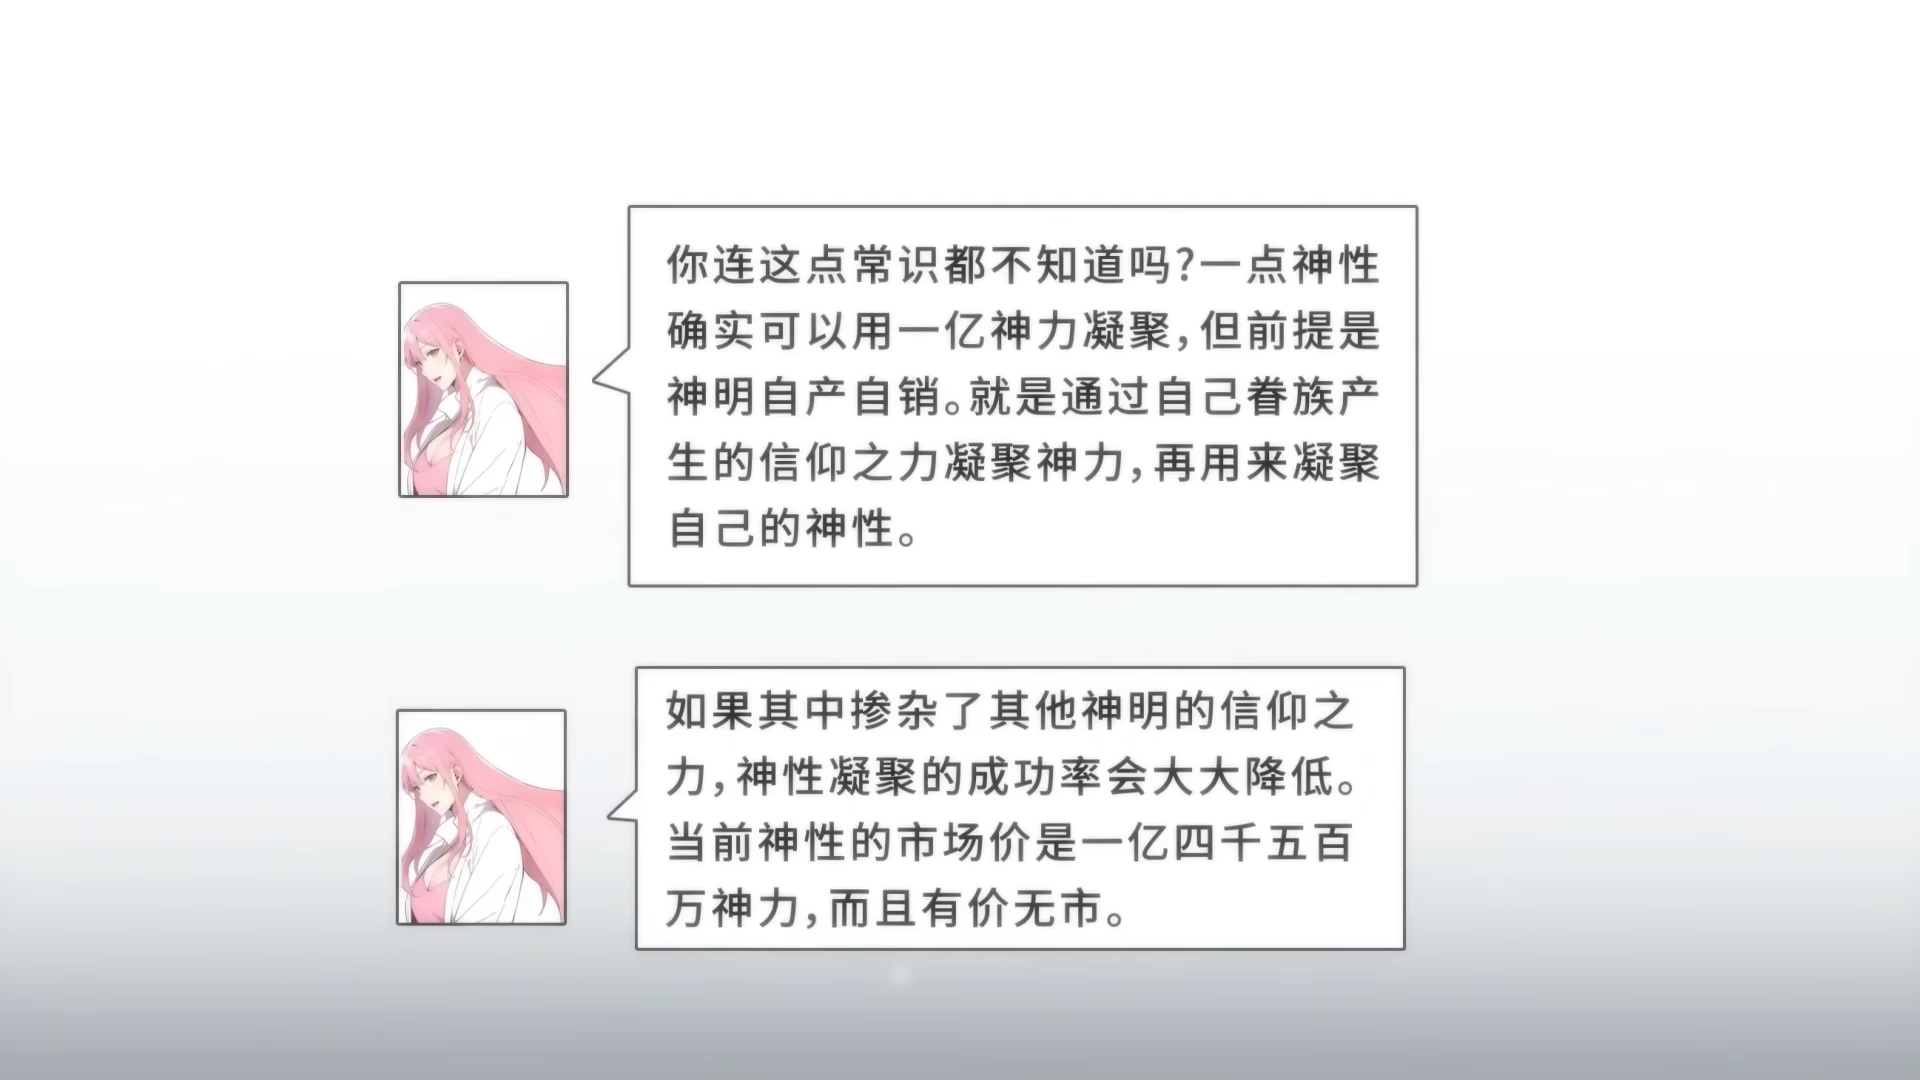 你连这点常识都不知道吗?一点神性
确实可以用一亿神力凝聚,但前提是
神明自产自销。就是通过自己眷族产
生的信仰之力凝聚神力,再用来凝聚
自己的神性。
如果其中掺杂了其他神明的信仰之
力,神性凝聚的成功率会大大降低。
当前神性的市场价是一亿四千五百
万神力,而且有价无市。